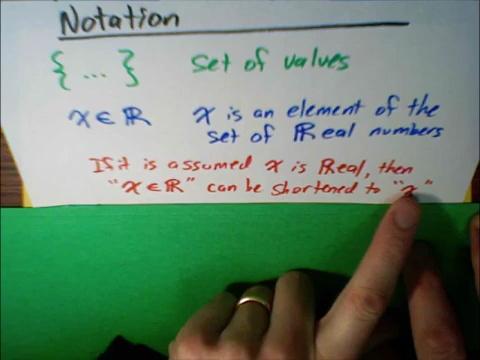 Notation
{ ... } set of values
x ∈ ℝ x is an element of the
set of ℝeal numbers
If it is assumed x is ℝeal, then
"x ∈ ℝ" can be shortened to "x"